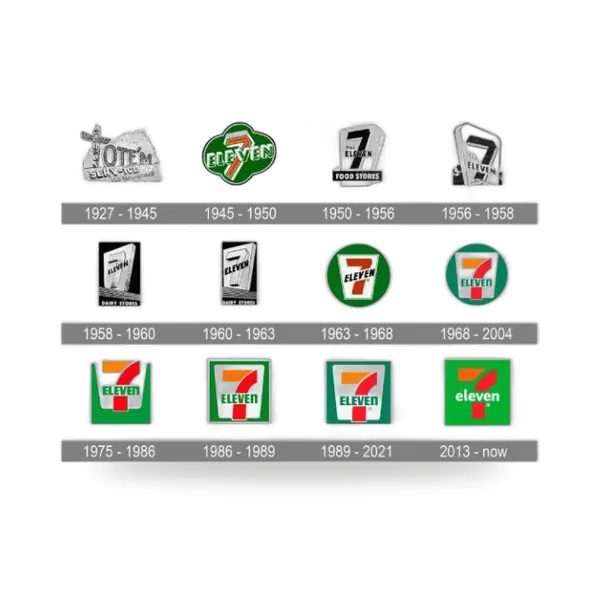 TOTE'M
SERV-ICE
7
ELEVEN
7
ELEVEN
FOOD STORES
7
ELEVEN
1927 - 1945
1945 - 1950
1950 - 1956
1956 - 1958
7
ELEVEN
DAIRY STORES
7
ELEVEN
DAIRY STORES
7
ELEVEN
7
ELEVEN
1958 - 1960
1960 - 1963
1963 - 1968
1968 - 2004
7
ELEVEN
7
ELEVEN
7
ELEVEN
®
7
eleven
®
1975 - 1986
1986 - 1989
1989 - 2021
2013 - now